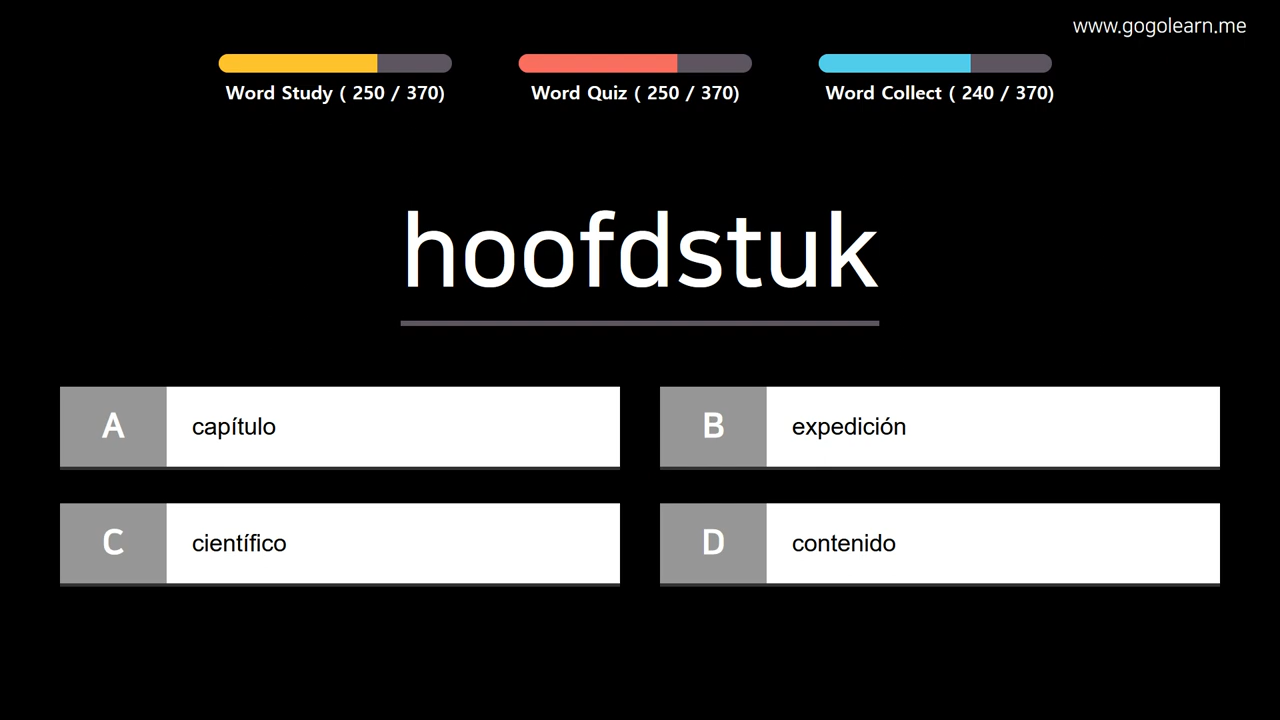 www.gogolearn.me
Word Study ( 250 / 370)
Word Quiz ( 250 / 370)
Word Collect ( 240 / 370)
hoofdstuk
A capítulo
B expedición
C científico
D contenido